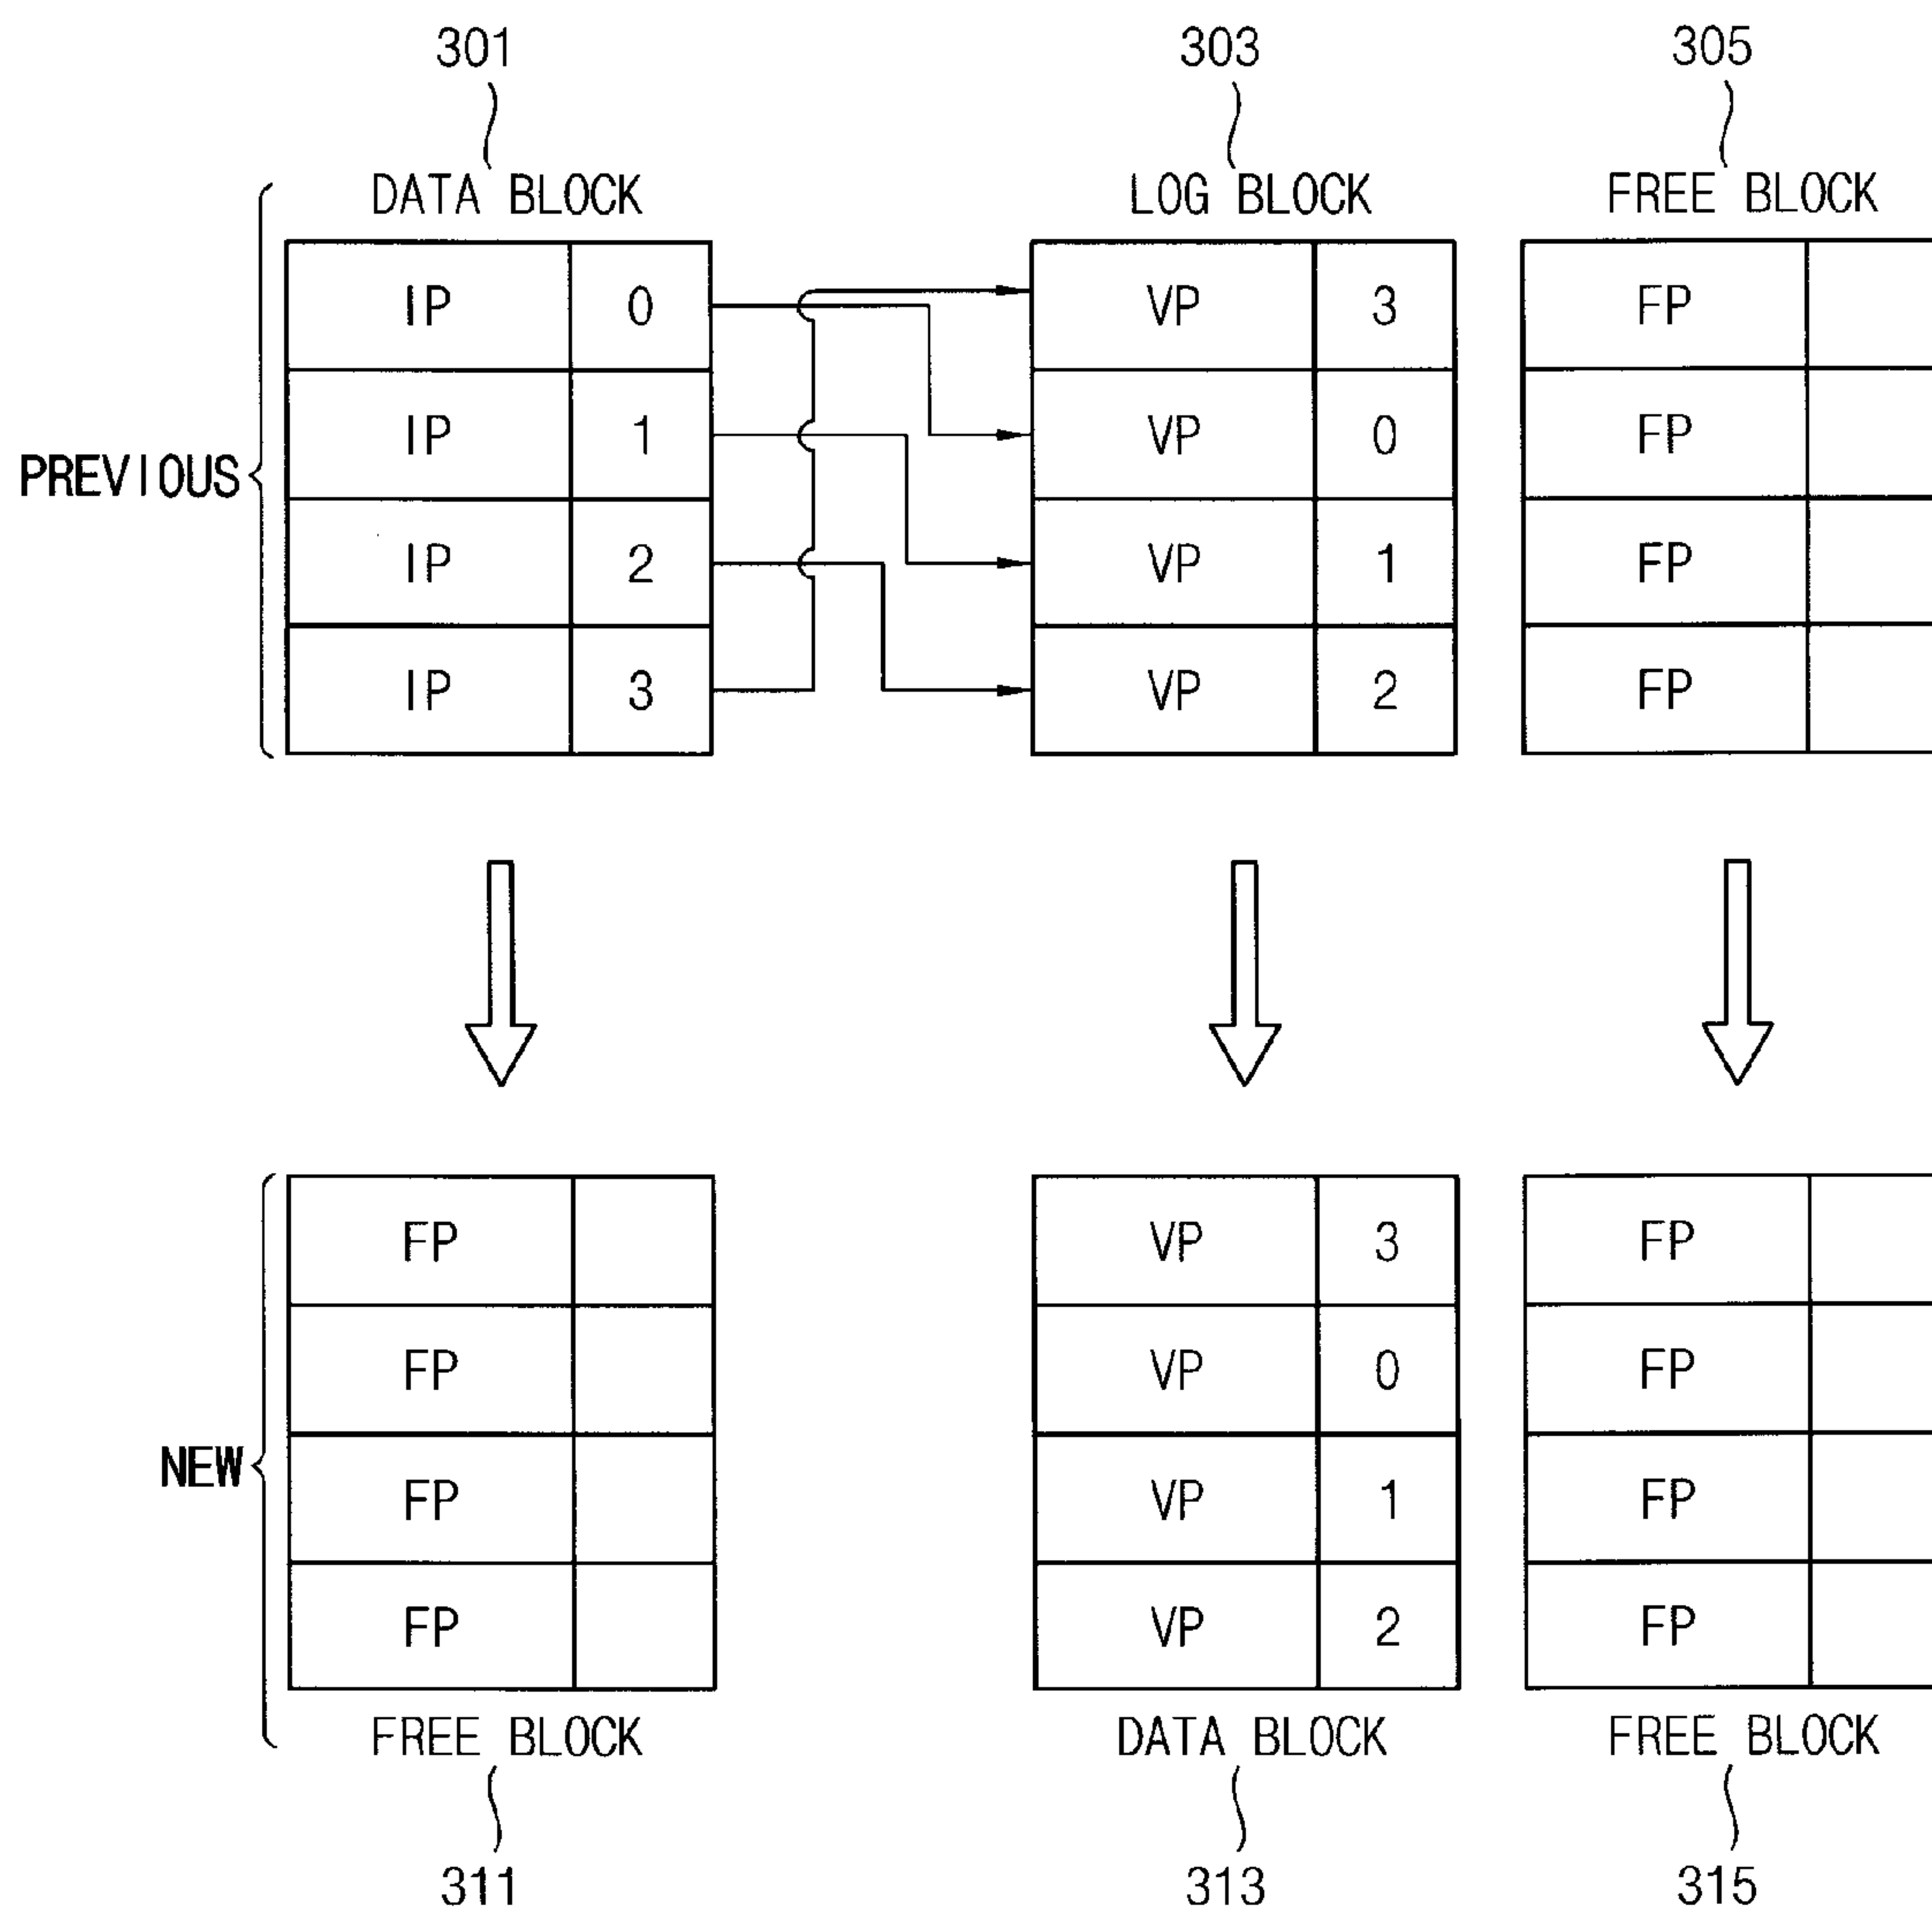 301 303 305
DATA BLOCK LOG BLOCK FREE BLOCK
IP 0 VP 3 FP
IP 1 VP 0 FP
PREVIOUS
IP 2 VP 1 FP
IP 3 VP 2 FP
FP VP 3 FP
FP VP 0 FP
NEW
FP VP 1 FP
FP VP 2 FP
FREE BLOCK DATA BLOCK FREE BLOCK
311 313 315